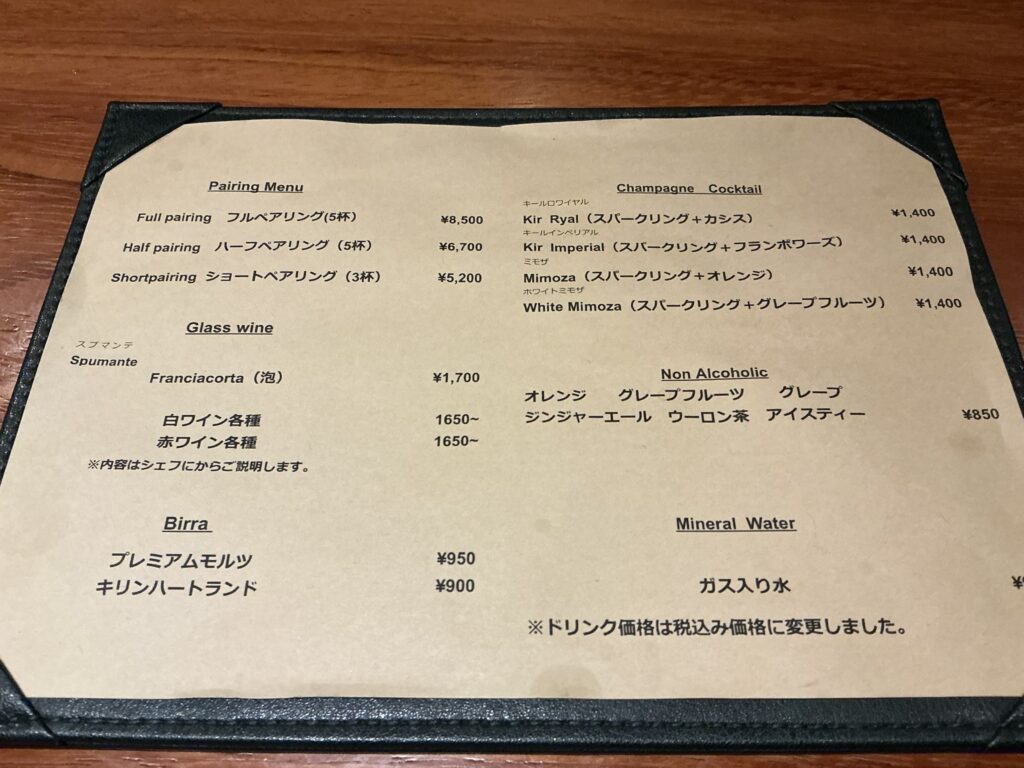 Pairing Menu
Full pairing フルペアリング(5杯) ¥8,500
Half pairing ハーフペアリング（5杯） ¥6,700
Shortpairing ショートペアリング（3杯） ¥5,200
Glass wine
スプマンテ
Spumante
Franciacorta（泡） ¥1,700
白ワイン各種 1650~
赤ワイン各種 1650~
※内容はシェフにからご説明します。
Birra
プレミアムモルツ ¥950
キリンハートランド ¥900
Champagne Cocktail
キールロワイヤル
Kir Ryal（スパークリング＋カシス） ¥1,400
キールインペリアル
Kir Imperial（スパークリング＋フランボワーズ） ¥1,400
ミモザ
Mimoza（スパークリング＋オレンジ） ¥1,400
ホワイトミモザ
White Mimoza（スパークリング＋グレープフルーツ） ¥1,400
Non Alcoholic
オレンジ グレープフルーツ グレープ
ジンジャーエール ウーロン茶 アイスティー ¥850
Mineral Water
ガス入り水
※ドリンク価格は税込み価格に変更しました。